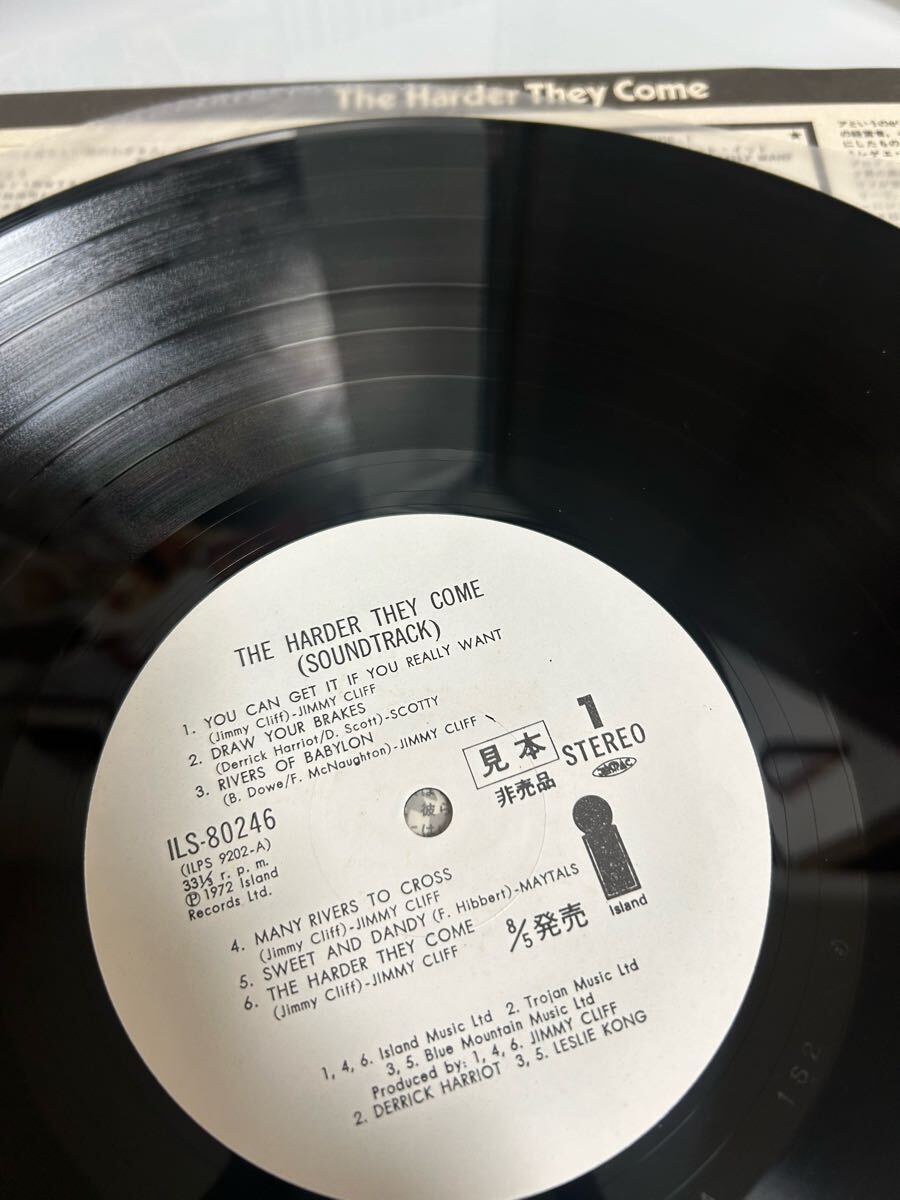 The Harder They Come
THE HARDER THEY COME
(SOUNDTRACK)
1. YOU CAN GET IT IF YOU REALLY WANT
(Jimmy Cliff)-JIMMY CLIFF
2. DRAW YOUR BRAKES
(Derrick Harriot/D. Scott)-SCOTTY
3. RIVERS OF BABYLON
(B. Dowe/F. McNaughton)-JIMMY CLIFF
見本
非売品
1
STEREO
ILS-80246
(ILPS 9202-A)
33⅓ r. p. m.
Ⓟ1972 Island
Records Ltd.
Island
4. MANY RIVERS TO CROSS
(Jimmy Cliff)-JIMMY CLIFF
5. SWEET AND DANDY (F. Hibbert)-MAYTALS
6. THE HARDER THEY COME
(Jimmy Cliff)-JIMMY CLIFF
8/5発売
1, 4, 6. Island Music Ltd 2. Trojan Music Ltd
3, 5. Blue Mountain Music Ltd
Produced by: 1, 4, 6. JIMMY CLIFF
2. DERRICK HARRIOT 3, 5. LESLIE KONG
1S2